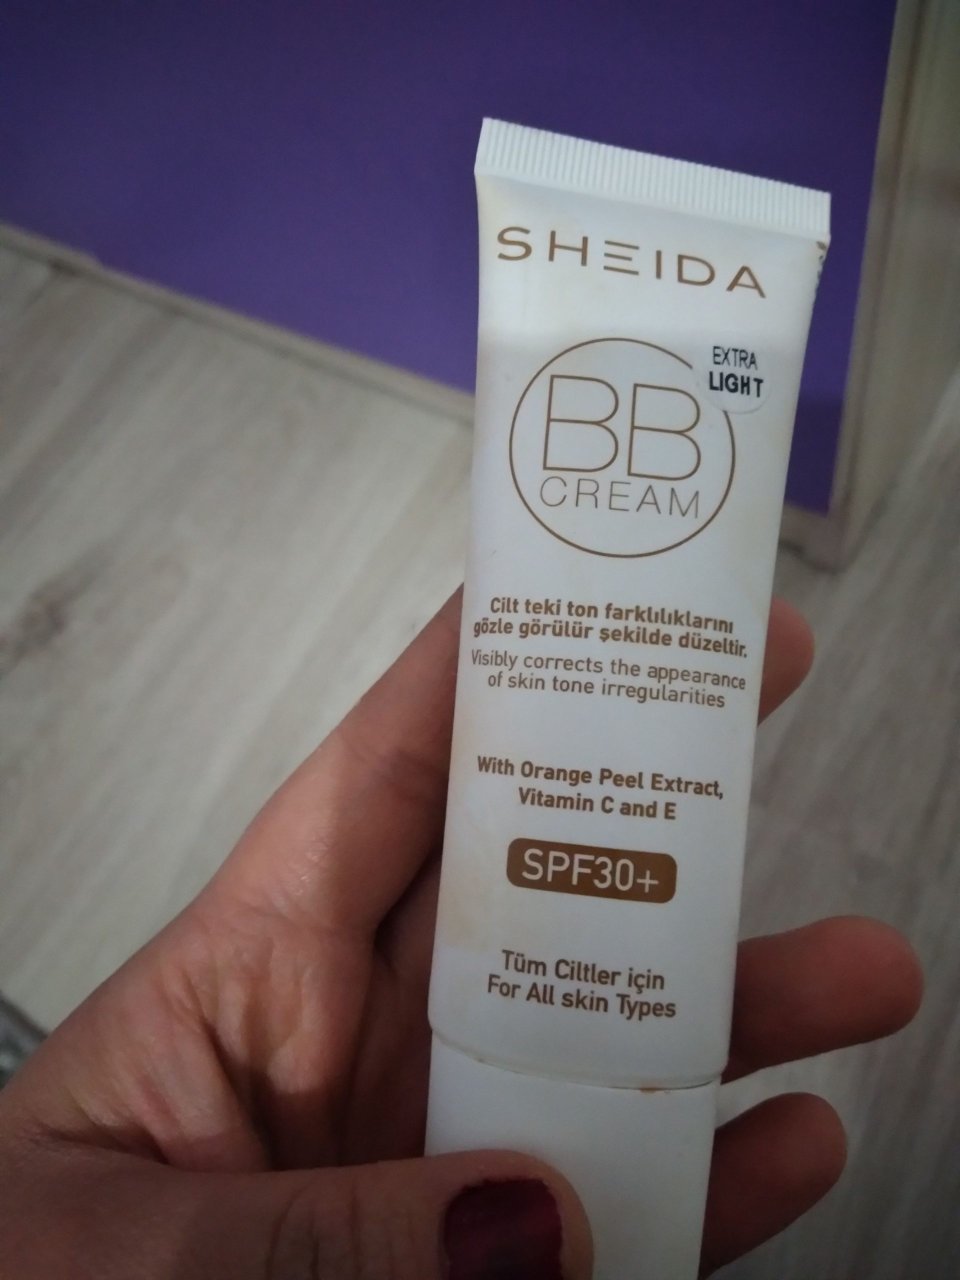 SHEIDA
EXTRA
LIGHT
BB
CREAM
Cilt teki ton farklılıklarını
gözle görülür şekilde düzeltir.
Visibly corrects the appearance
of skin tone irregularities
With Orange Peel Extract,
Vitamin C and E
SPF30+
Tüm Ciltler için
For All skin Types